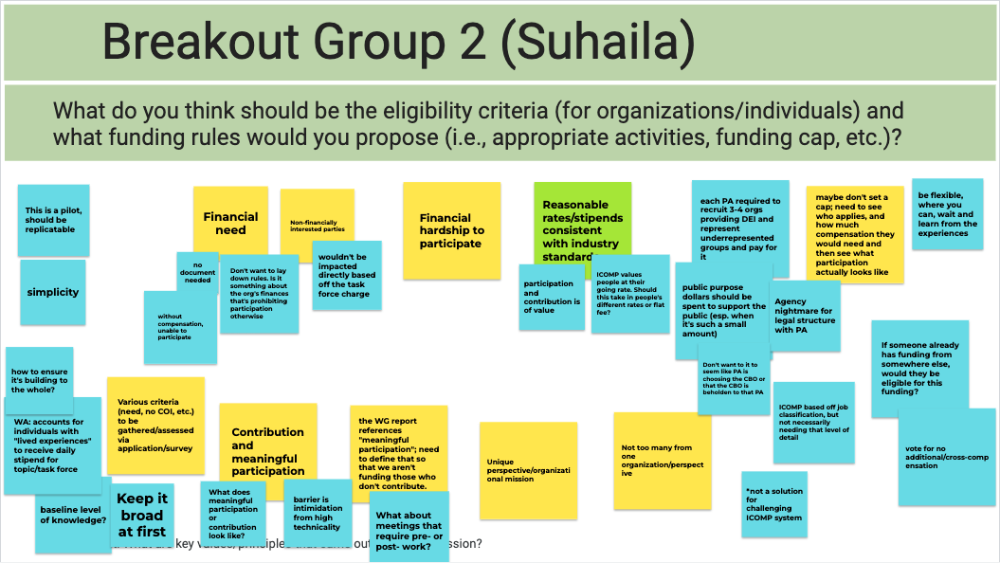 Breakout Group 2 (Suhaila)
What do you think should be the eligibility criteria (for organizations/individuals) and
what funding rules would you propose (i.e., appropriate activities, funding cap, etc.)?
This is a pilot,
should be
replicatable
simplicity
Financial
need
Non-financially
interested parties
no
document
needed
Don't want to lay
down rules. Is it
something about
the org's finances
that's prohibiting
participation
otherwise
wouldn't be
impacted
directly based
off the task
force charge
without
compensation,
unable to
participate
Financial
hardship to
participate
Reasonable
rates/stipends
consistent
with industry
standards
participation
and
contribution is
of value
ICOMP values
people at their
going rate. Should
this take in people's
different rates or flat
fee?
each PA required to
recruit 3-4 orgs
providing DEI and
represent
underrepresented
groups and pay for
it
public purpose
dollars should be
spent to support the
public (esp. when
it's such a small
amount)
Agency
nightmare for
legal structure
with PA
Don't want to it to
seem like PA is
choosing the CBO or
that the CBO is
beholden to that PA
maybe don't set a
cap; need to see
who applies, and
how much
compensation they
would need and
then see what
participation
actually looks like
be flexible,
where you
can, wait and
learn from the
experiences
If someone already
has funding from
somewhere else,
would they be
eligible for this
funding?
ICOMP based off job
classification, but
not necessarily
needing that level of
detail
vote for no
additional/cross-comp
ensation
*not a solution
for
challenging
ICOMP system
how to ensure
it's building to
the whole?
WA: accounts for
individuals with
"lived experiences"
to receive daily
stipend for
topic/task force
baseline level
of knowledge?
Keep it
broad
at first
Various criteria
(need, no COI, etc.)
to be
gathered/assessed
via
application/survey
Contribution
and
meaningful
participation
What does
meaningful
participation
or
contribution
look like?
barrier is
intimidation
from high
technicality
the WG report
references
"meaningful
participation"; need
to define that so
that we aren't
funding those who
don't contribute.
What about
meetings that
require pre- or
post- work?
Unique
perspective/organizati
onal mission
Not too many from
one
organization/perspect
ive
key values/principles that came out